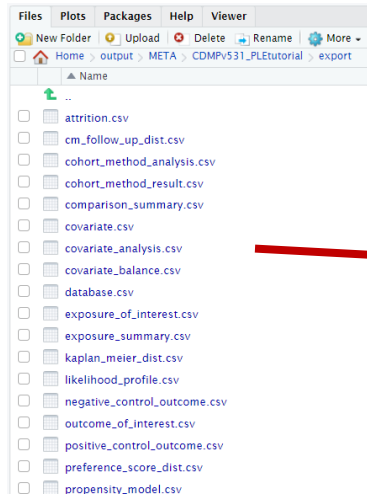 Files Plots Packages Help Viewer
New Folder Upload Delete Rename More
Home output META CDMPv531_PLEtutorial export
Name
..
attrition.csv
cm_follow_up_dist.csv
cohort_method_analysis.csv
cohort_method_result.csv
comparison_summary.csv
covariate.csv
covariate_analysis.csv
covariate_balance.csv
database.csv
exposure_of_interest.csv
exposure_summary.csv
kaplan_meier_dist.csv
likelihood_profile.csv
negative_control_outcome.csv
outcome_of_interest.csv
positive_control_outcome.csv
preference_score_dist.csv
propensity_model.csv